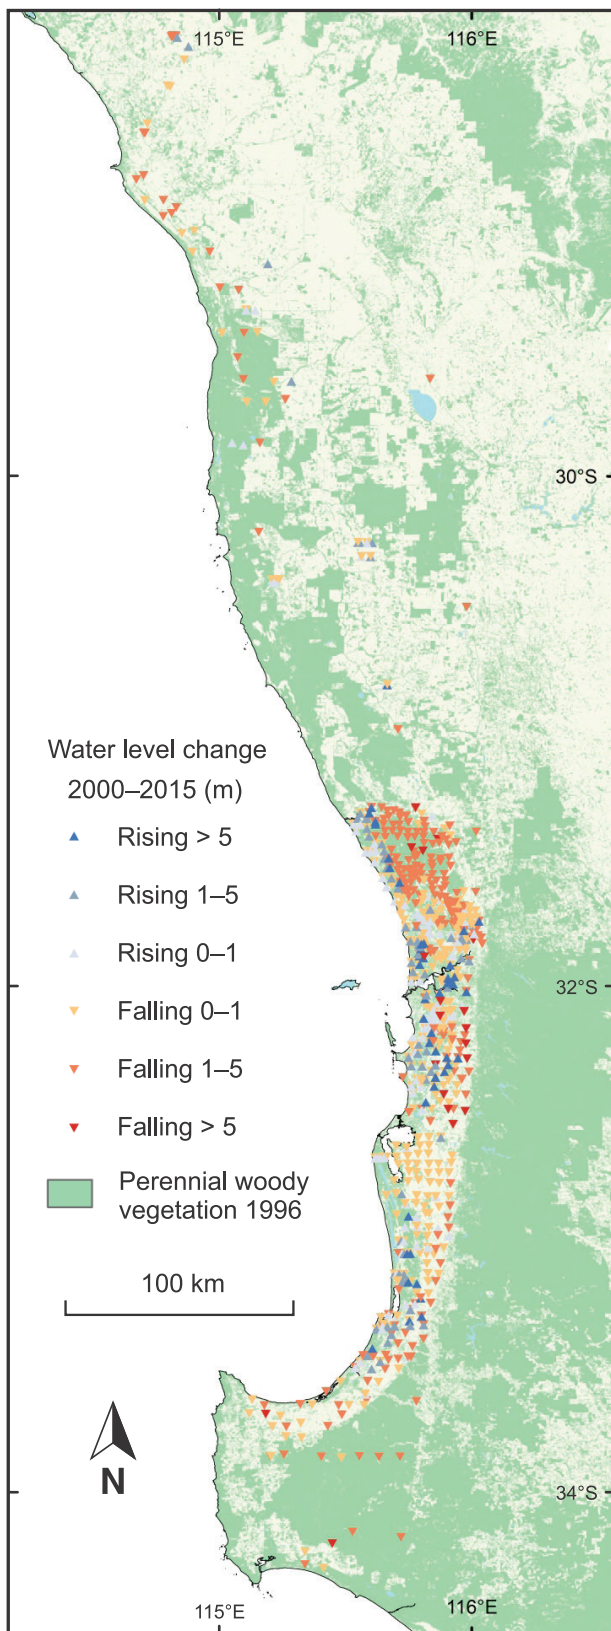 115°E
116°E
30°S
Water level change
2000–2015 (m)
Rising > 5
Rising 1–5
Rising 0–1
Falling 0–1
Falling 1–5
Falling > 5
Perennial woody
vegetation 1996
32°S
100 km
N
34°S
115°E
116°E